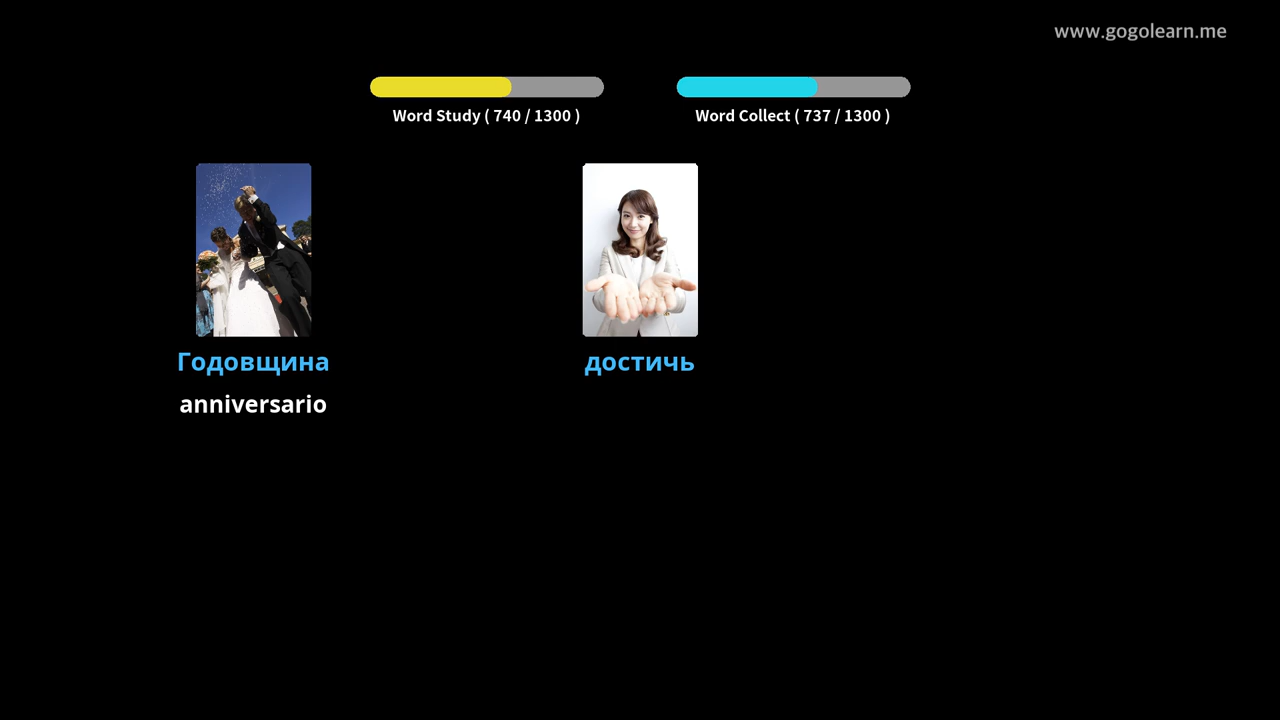 www.gogolearn.me
Word Study ( 740 / 1300 )
Word Collect ( 737 / 1300 )
Годовщина
достичь
anniversario